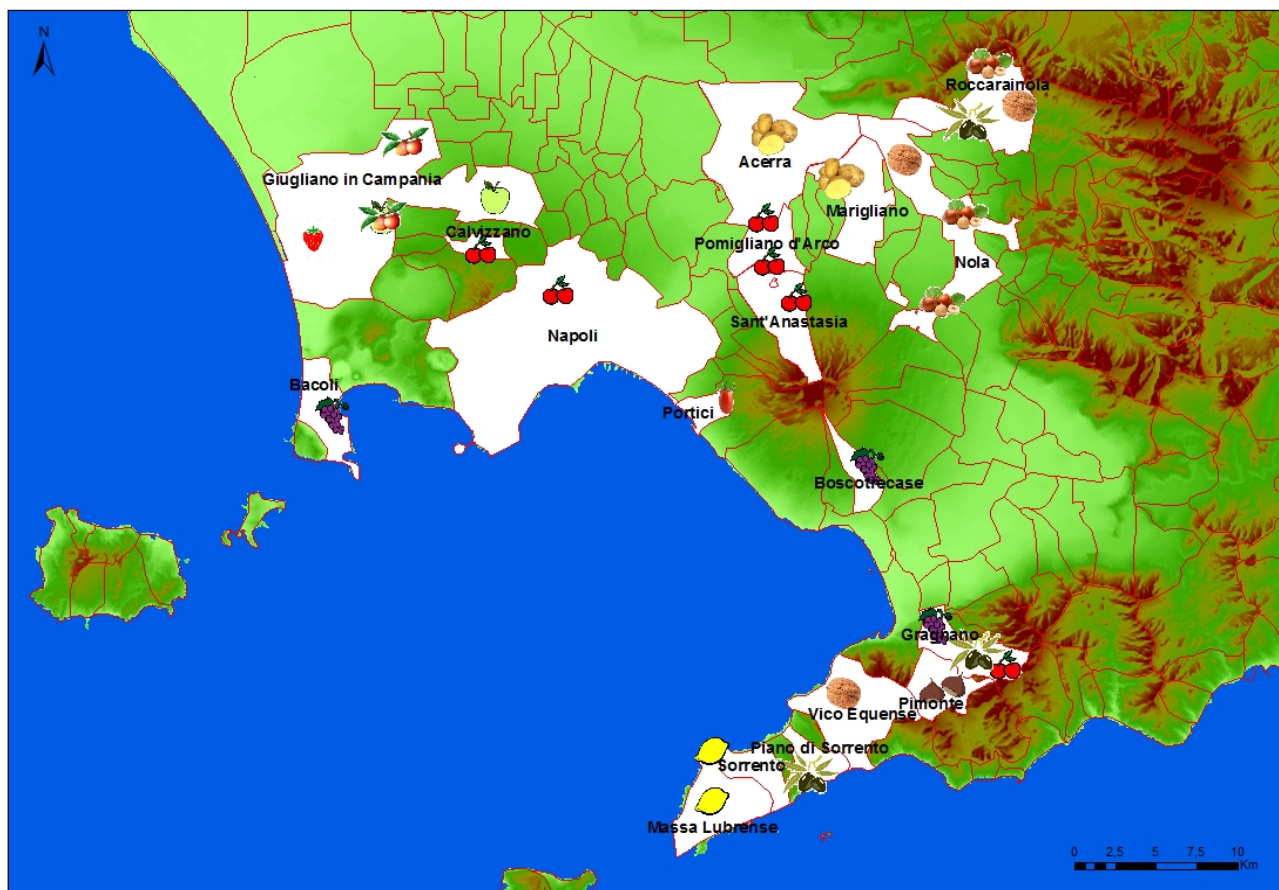 N
Roccarainola
Acerra
Giugliano in Campania
Marigliano
Calvizzano
Pomigliano d'Arco
Nola
Sant'Anastasia
Napoli
Bacoli
Portici
Boscotrecase
Gragnano
Pimonte
Vico Equense
Piano di Sorrento
Sorrento
Massa Lubrense
0 2,5 5 7,5 10
Km